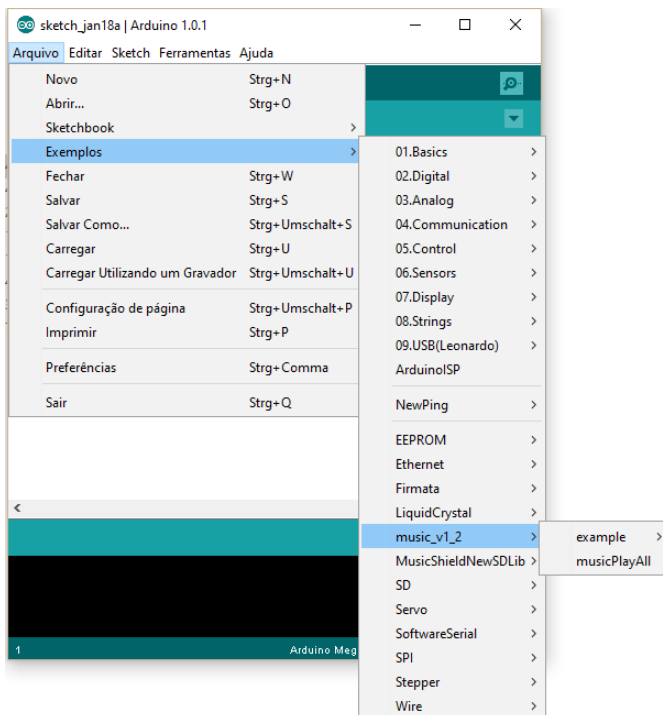 sketch_jan18a | Arduino 1.0.1
Arquivo Editar Sketch Ferramentas Ajuda
Novo Strg+N
Abrir... Strg+O
Sketchbook
Exemplos
Fechar Strg+W
Salvar Strg+S
Salvar Como... Strg+Umschalt+S
Carregar Strg+U
Carregar Utilizando um Gravador Strg+Umschalt+U
Configuração de página Strg+Umschalt+P
Imprimir Strg+P
Preferências Strg+Comma
Sair Strg+Q
01.Basics
02.Digital
03.Analog
04.Communication
05.Control
06.Sensors
07.Display
08.Strings
09.USB(Leonardo)
ArduinoISP
NewPing
EEPROM
Ethernet
Firmata
LiquidCrystal
music_v1_2
MusicShieldNewSDLib
SD
Servo
SoftwareSerial
SPI
Stepper
Wire
example
musicPlayAll
1 Arduino Meg